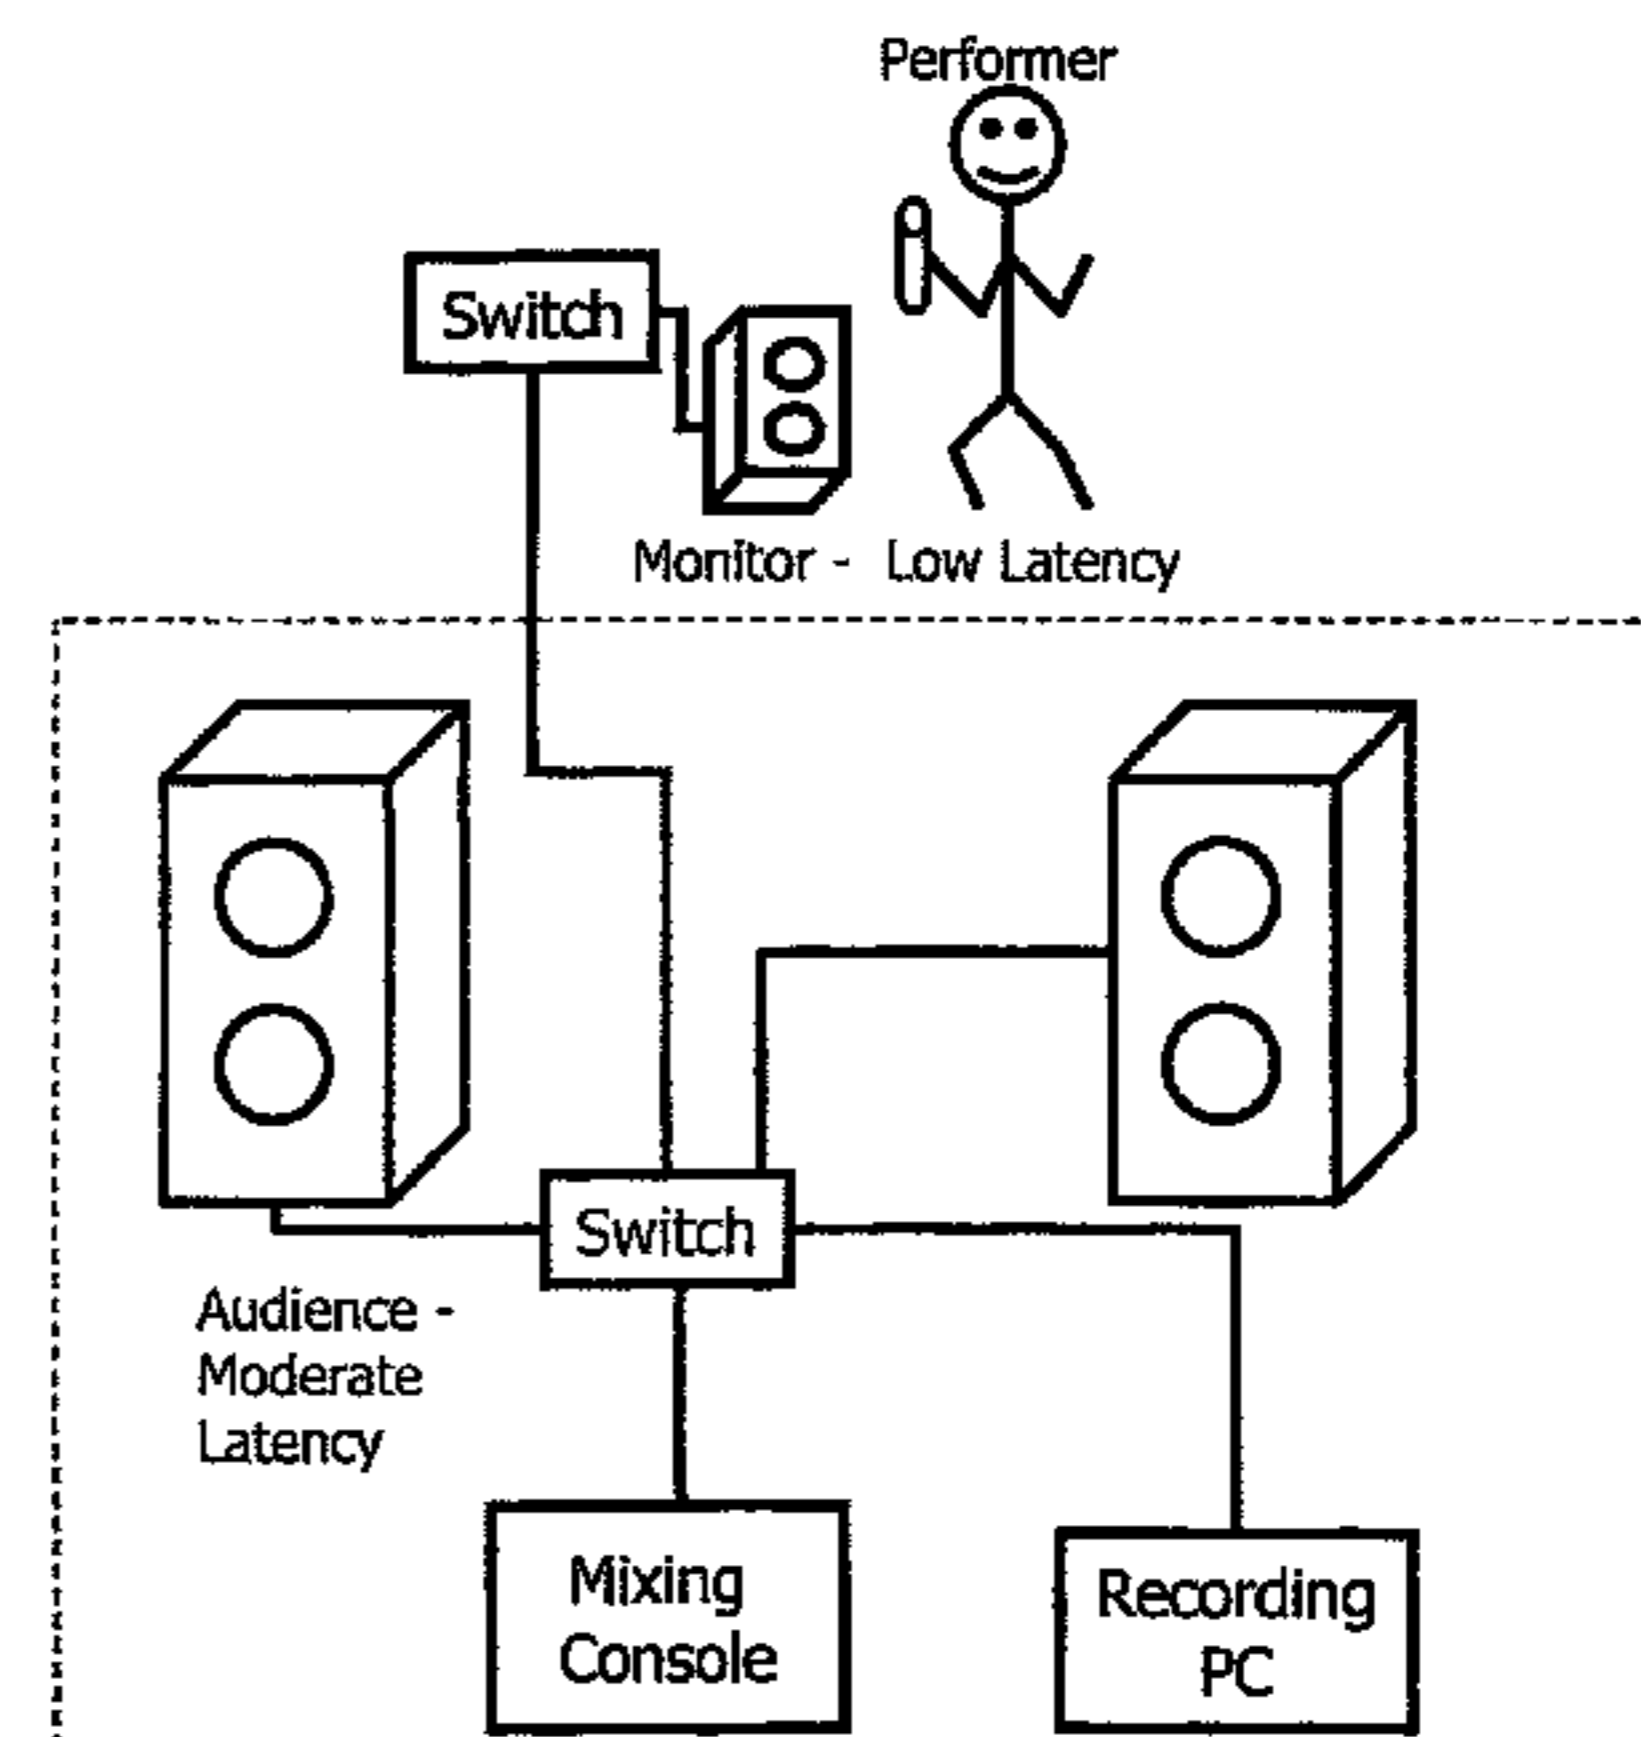 Performer
Switch
Monitor - Low Latency
Switch
Audience -
Moderate
Latency
Mixing
Console
Recording
PC